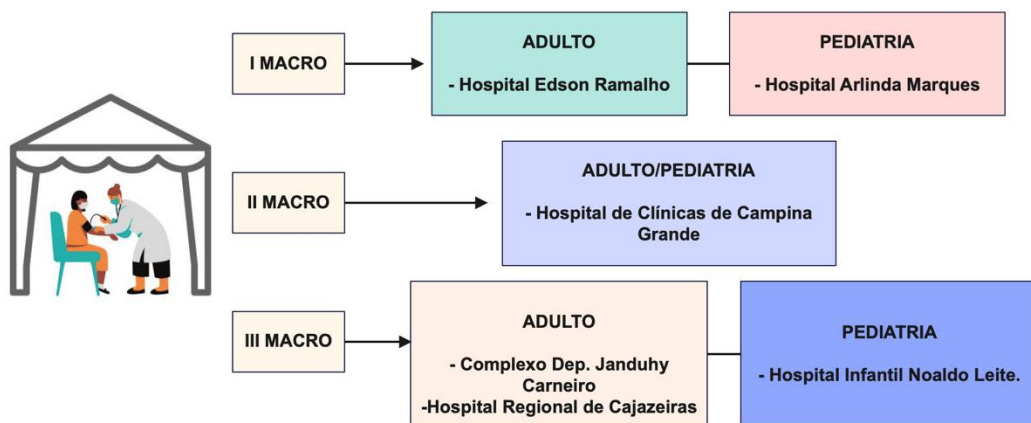 I MACRO
ADULTO
- Hospital Edson Ramalho
PEDIATRIA
- Hospital Arlinda Marques
II MACRO
ADULTO/PEDIATRIA
- Hospital de Clínicas de Campina
Grande
III MACRO
ADULTO
- Complexo Dep. Janduhy
Carneiro
-Hospital Regional de Cajazeiras
PEDIATRIA
- Hospital Infantil Noaldo Leite.